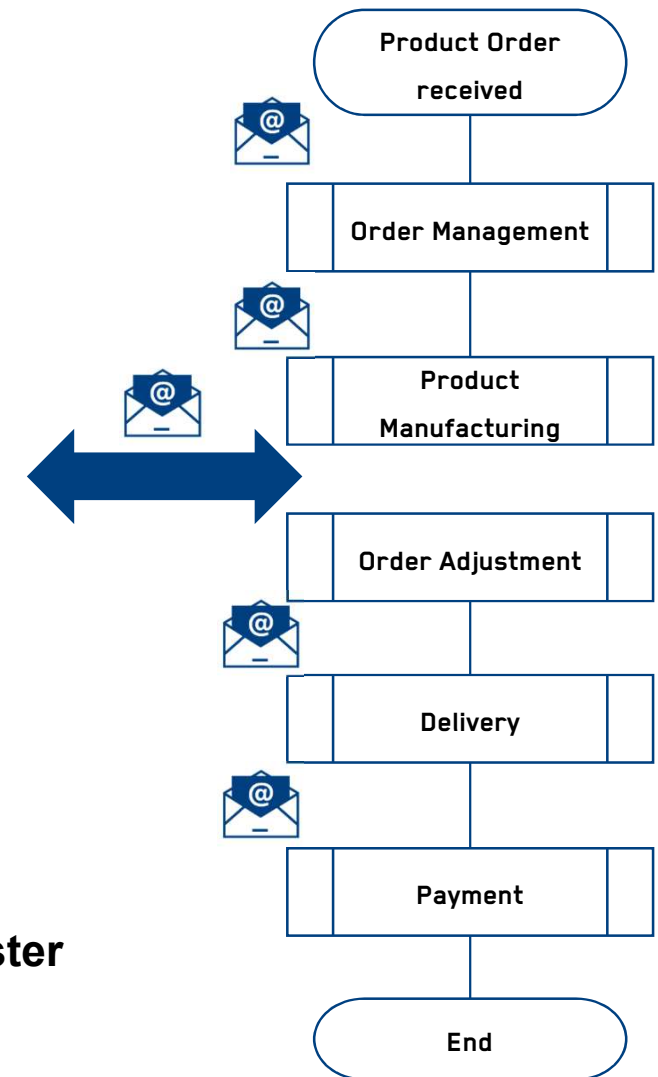 Product Order
received
@
Order Management
@
Product
Manufacturing
@
Order Adjustment
@
Delivery
@
Payment
ster
End